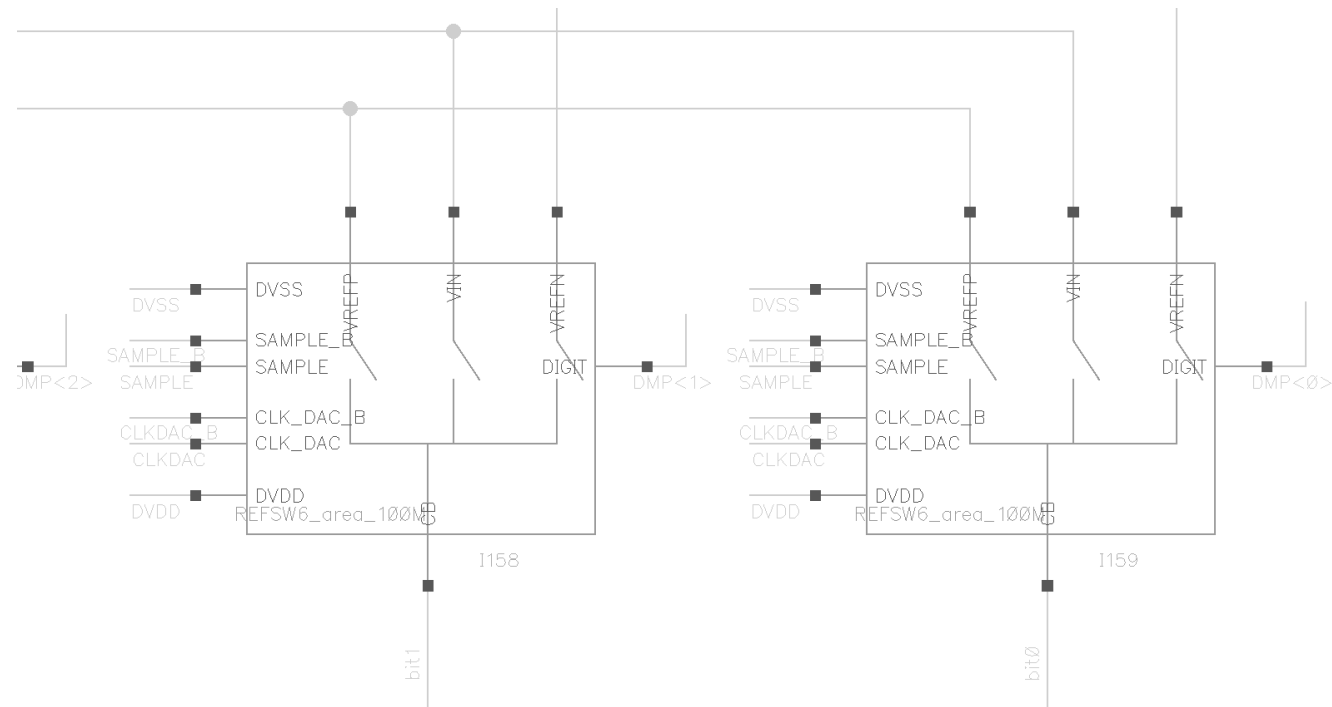 VREFP
VIN
VREFN
DVSS
DVSS
SAMPLE_B
SAMPLE_B
SAMPLE
SAMPLE
DIGIT
DMP<2>
DMP<1>
CLK_DAC_B
CLKDAC_B
CLK_DAC
CLKDAC
DVDD
DVDD
REFSW6_area_100M
CB
I158
bit1
VREFP
VIN
VREFN
DVSS
DVSS
SAMPLE_B
SAMPLE_B
SAMPLE
SAMPLE
DIGIT
DMP<0>
CLK_DAC_B
CLKDAC_B
CLK_DAC
CLKDAC
DVDD
DVDD
REFSW6_area_100M
CB
I159
bit0